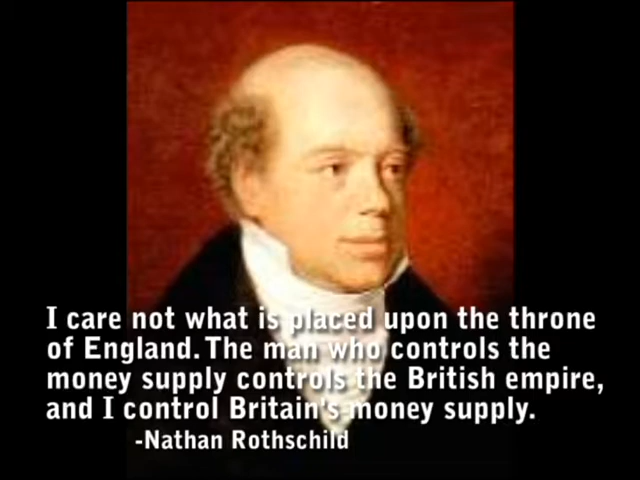 I care not what is placed upon the throne
of England. The man who controls the
money supply controls the British empire,
and I control Britain's money supply.
-Nathan Rothschild